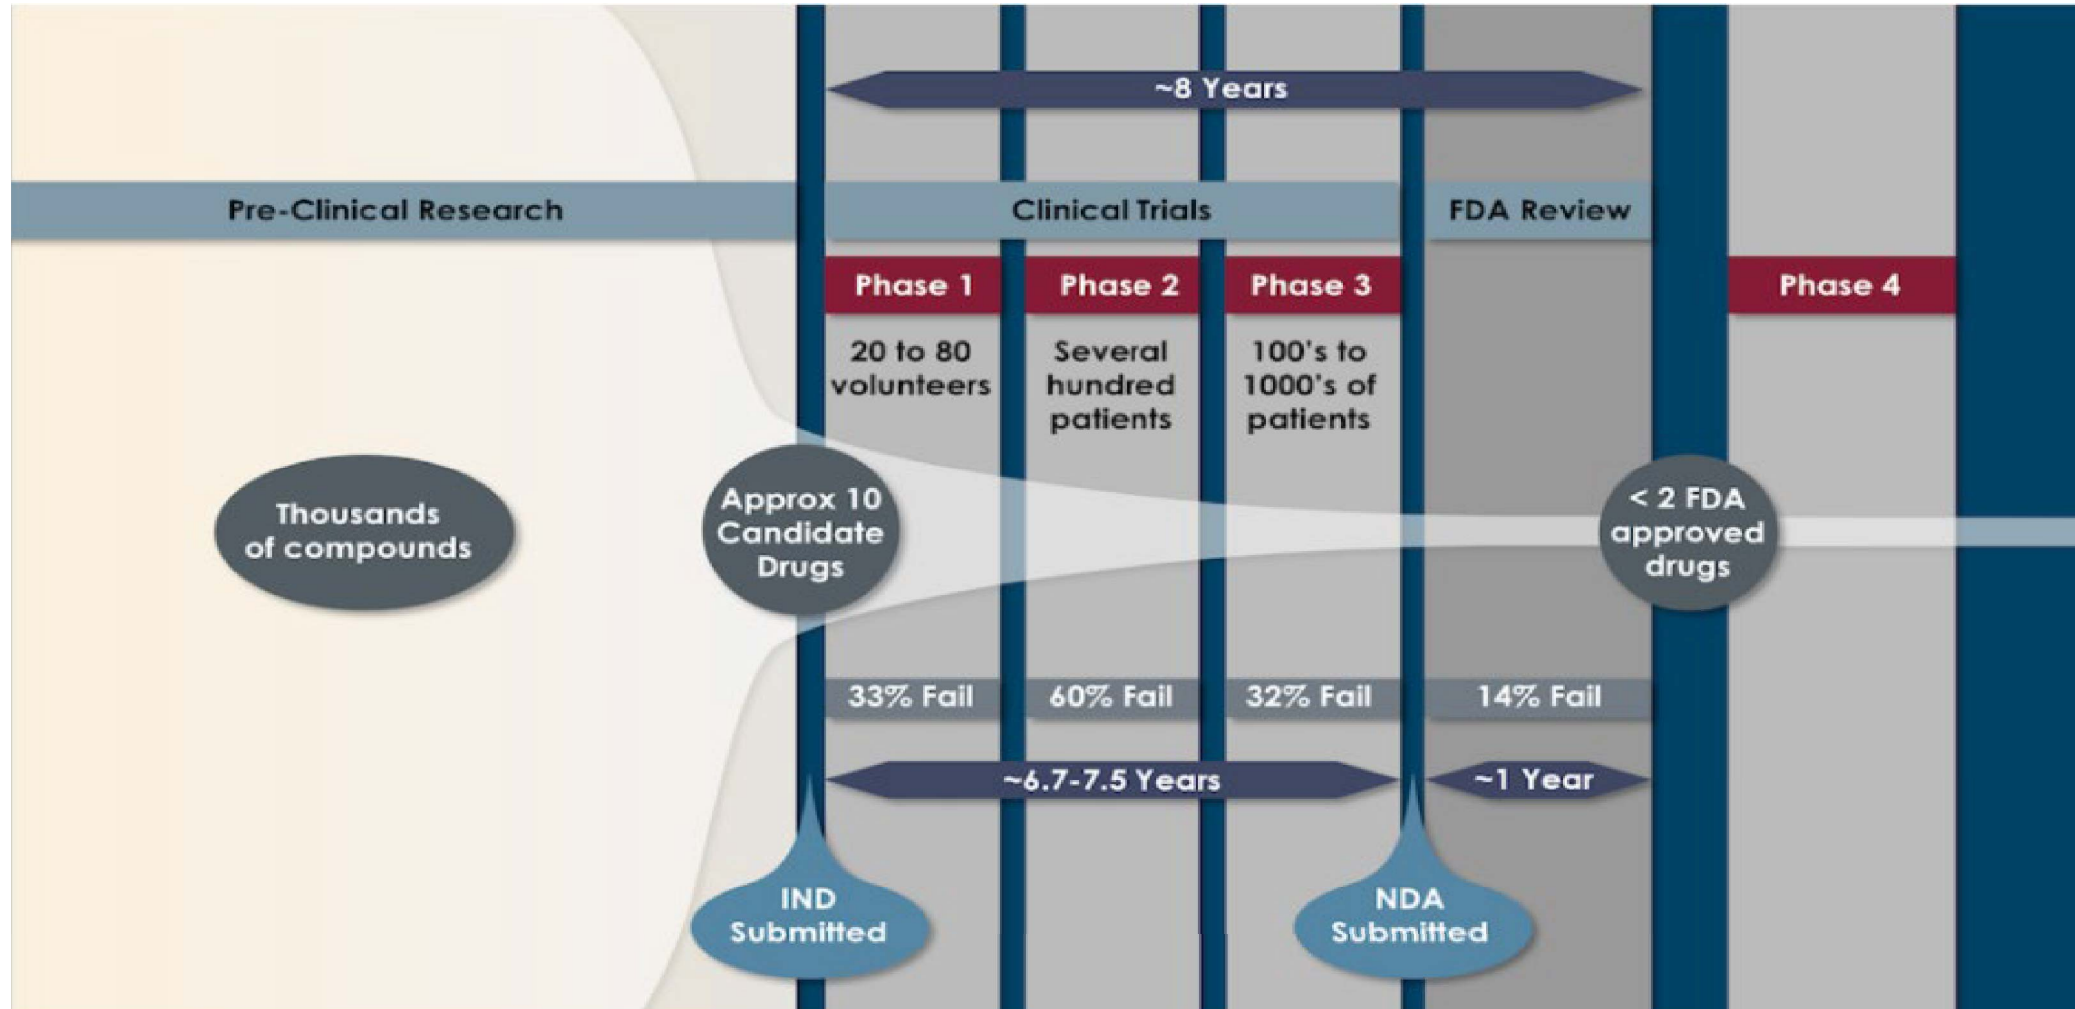 ~8 Years
Pre-Clinical Research
Clinical Trials
FDA Review
Phase 1
Phase 2
Phase 3
Phase 4
20 to 80
volunteers
Several
hundred
patients
100's to
1000's of
patients
Thousands
of compounds
Approx 10
Candidate
Drugs
< 2 FDA
approved
drugs
33% Fail
60% Fail
32% Fail
14% Fail
~6.7-7.5 Years
~1 Year
IND
Submitted
NDA
Submitted